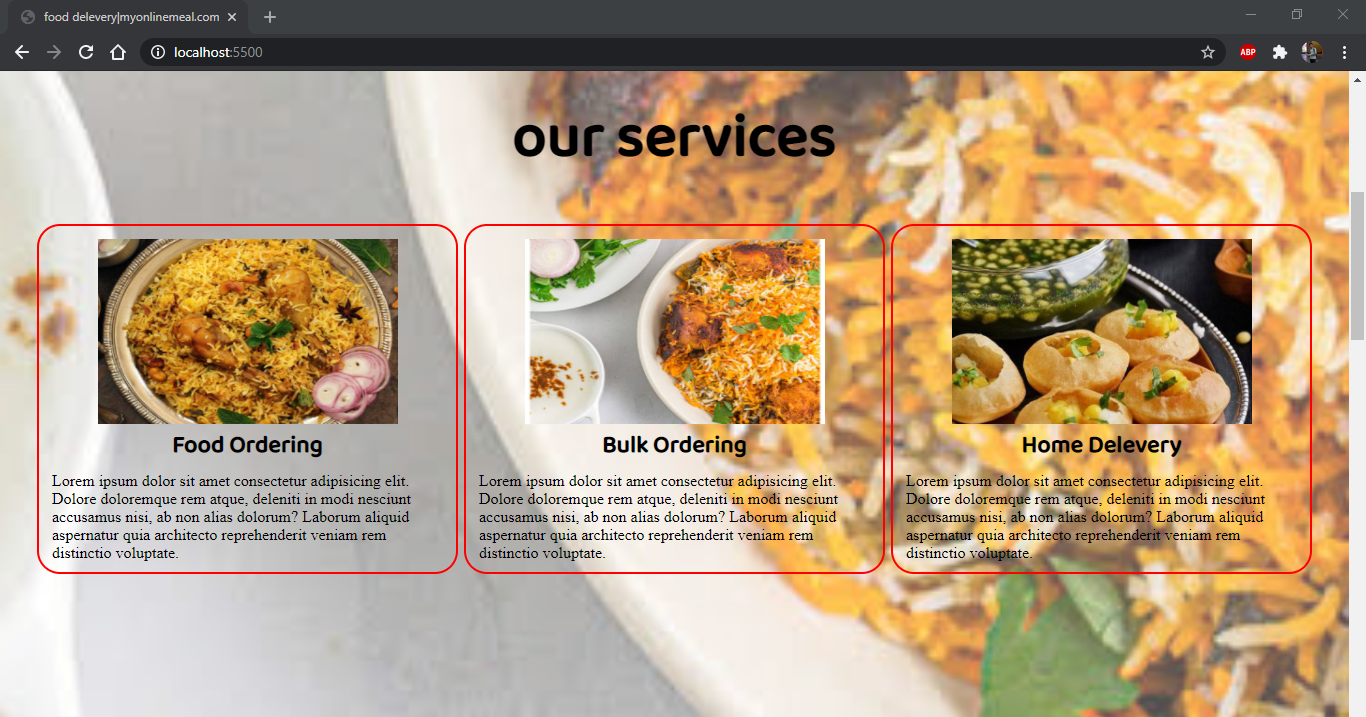 food delevery|myonlinemeal.com
localhost:5500
ABP
our services
Food Ordering
Lorem ipsum dolor sit amet consectetur adipisicing elit.
Dolore doloremque rem atque, deleniti in modi nesciunt
accusamus nisi, ab non alias dolorum? Laborum aliquid
aspernatur quia architecto reprehenderit veniam rem
distinctio voluptate.
Bulk Ordering
Lorem ipsum dolor sit amet consectetur adipisicing elit.
Dolore doloremque rem atque, deleniti in modi nesciunt
accusamus nisi, ab non alias dolorum? Laborum aliquid
aspernatur quia architecto reprehenderit veniam rem
distinctio voluptate.
Home Delevery
Lorem ipsum dolor sit amet consectetur adipisicing elit.
Dolore doloremque rem atque, deleniti in modi nesciunt
accusamus nisi, ab non alias dolorum? Laborum aliquid
aspernatur quia architecto reprehenderit veniam rem
distinctio voluptate.